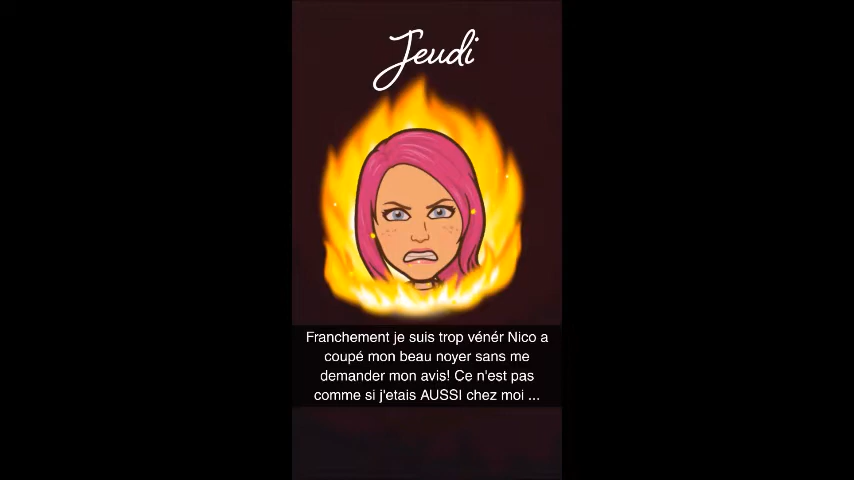 Jeudi
Franchement je suis trop vénér Nico a
coupé mon beau noyer sans me
demander mon avis! Ce n'est pas
comme si j'etais AUSSI chez moi ...